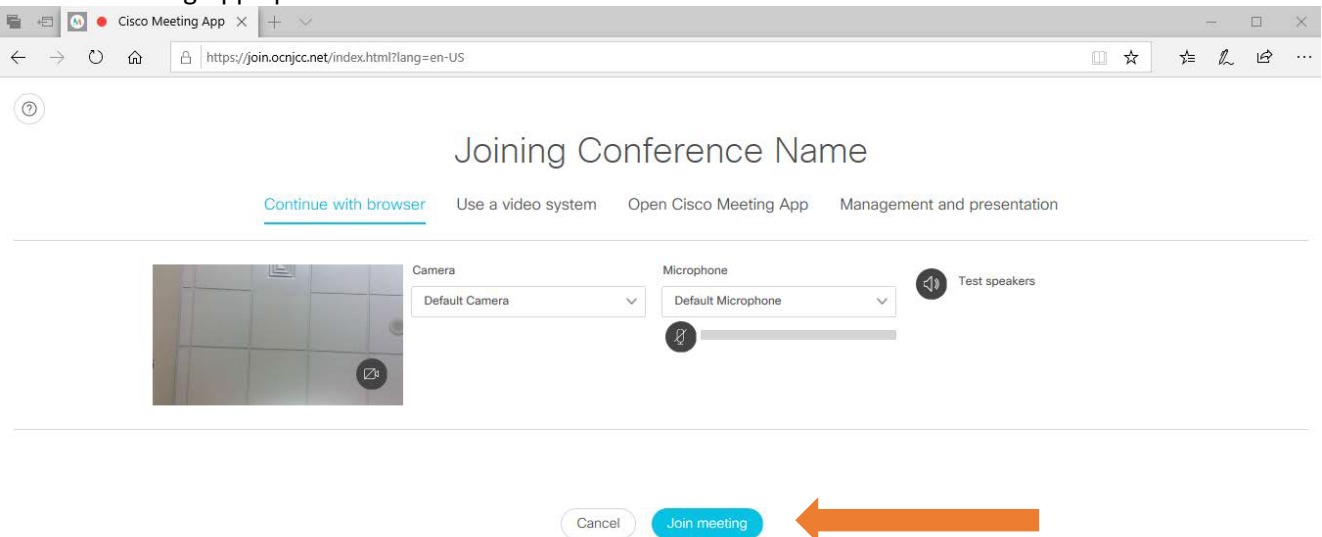 Cisco Meeting App
https://join.ocnjcc.net/index.html?lang=en-US
Joining Conference Name
Continue with browser Use a video system Open Cisco Meeting App Management and presentation
Camera Microphone
Default Camera Default Microphone Test speakers
Cancel Join meeting